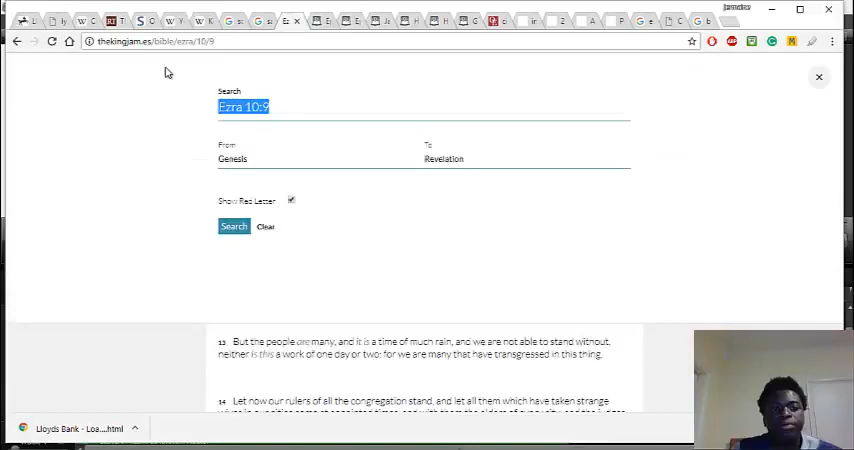 Jameskie
thekingjam.es/bible/ezra/10/9
Search
Ezra 10:9
From
To
Genesis
Revelation
Show Red Letter
Search Clear
13 But the people are many, and it is a time of much rain, and we are not able to stand without,
neither is this a work of one day or two: for we are many that have transgressed in this thing.
14 Let now our rulers of all the congregation stand, and let all them which have taken strange
Lloyds Bank - Loa....html